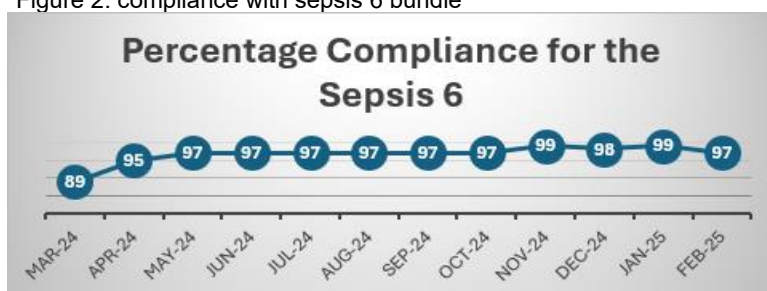 Figure 2: compliance with sepsis 6 bundle
Percentage Compliance for the
Sepsis 6
89 95 97 97 97 97 97 97 99 98 99 97
MAR-24 APR-24 MAY-24 JUN-24 JUL-24 AUG-24 SEP-24 OCT-24 NOV-24 DEC-24 JAN-25 FEB-25